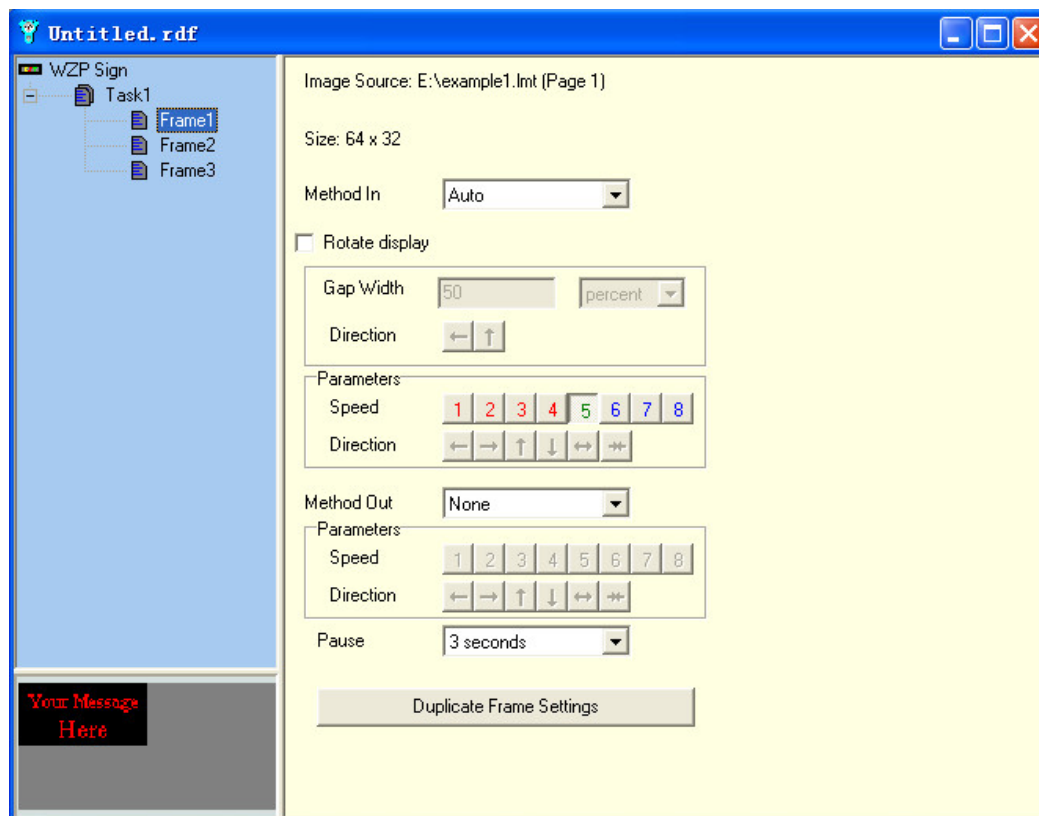 Untitled.rdf
WZP Sign
Task1
Frame1
Frame2
Frame3
Your Message
Here
Image Source: E:\example1.lmt (Page 1)
Size: 64 x 32
Method In Auto
Rotate display
Gap Width 50 percent
Direction ← ↑
Parameters
Speed 1 2 3 4 5 6 7 8
Direction ← → ↑ ↓ ↔ →←
Method Out None
Parameters
Speed 1 2 3 4 5 6 7 8
Direction ← → ↑ ↓ ↔ →←
Pause 3 seconds
Duplicate Frame Settings